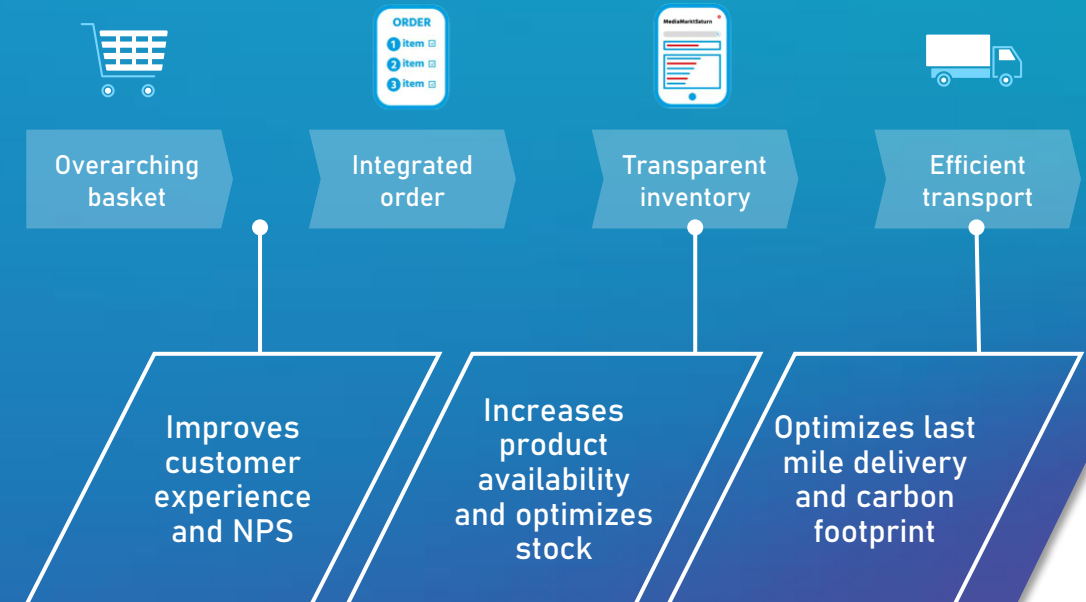 ORDER
1 item
2 item
3 item
MediaMarktSaturn
Overarching
basket
Integrated
order
Transparent
inventory
Efficient
transport
Improves
customer
experience
and NPS
Increases
product
availability
and optimizes
stock
Optimizes last
mile delivery
and carbon
footprint